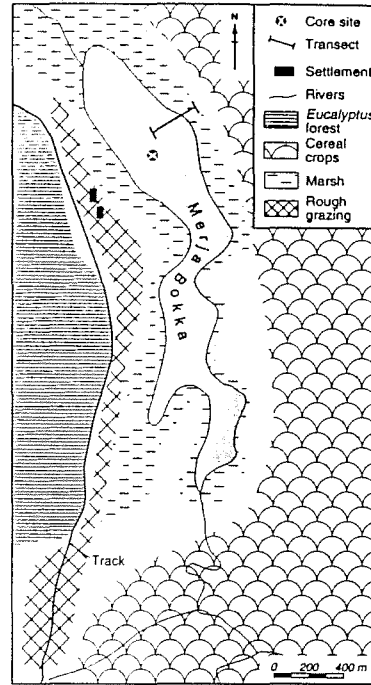 N
Core site
Transect
Settlement
Rivers
Eucalyptus
forest
Cereal
crops
Marsh
Rough
grazing
Merja Bokka
Track
0 200 400 m